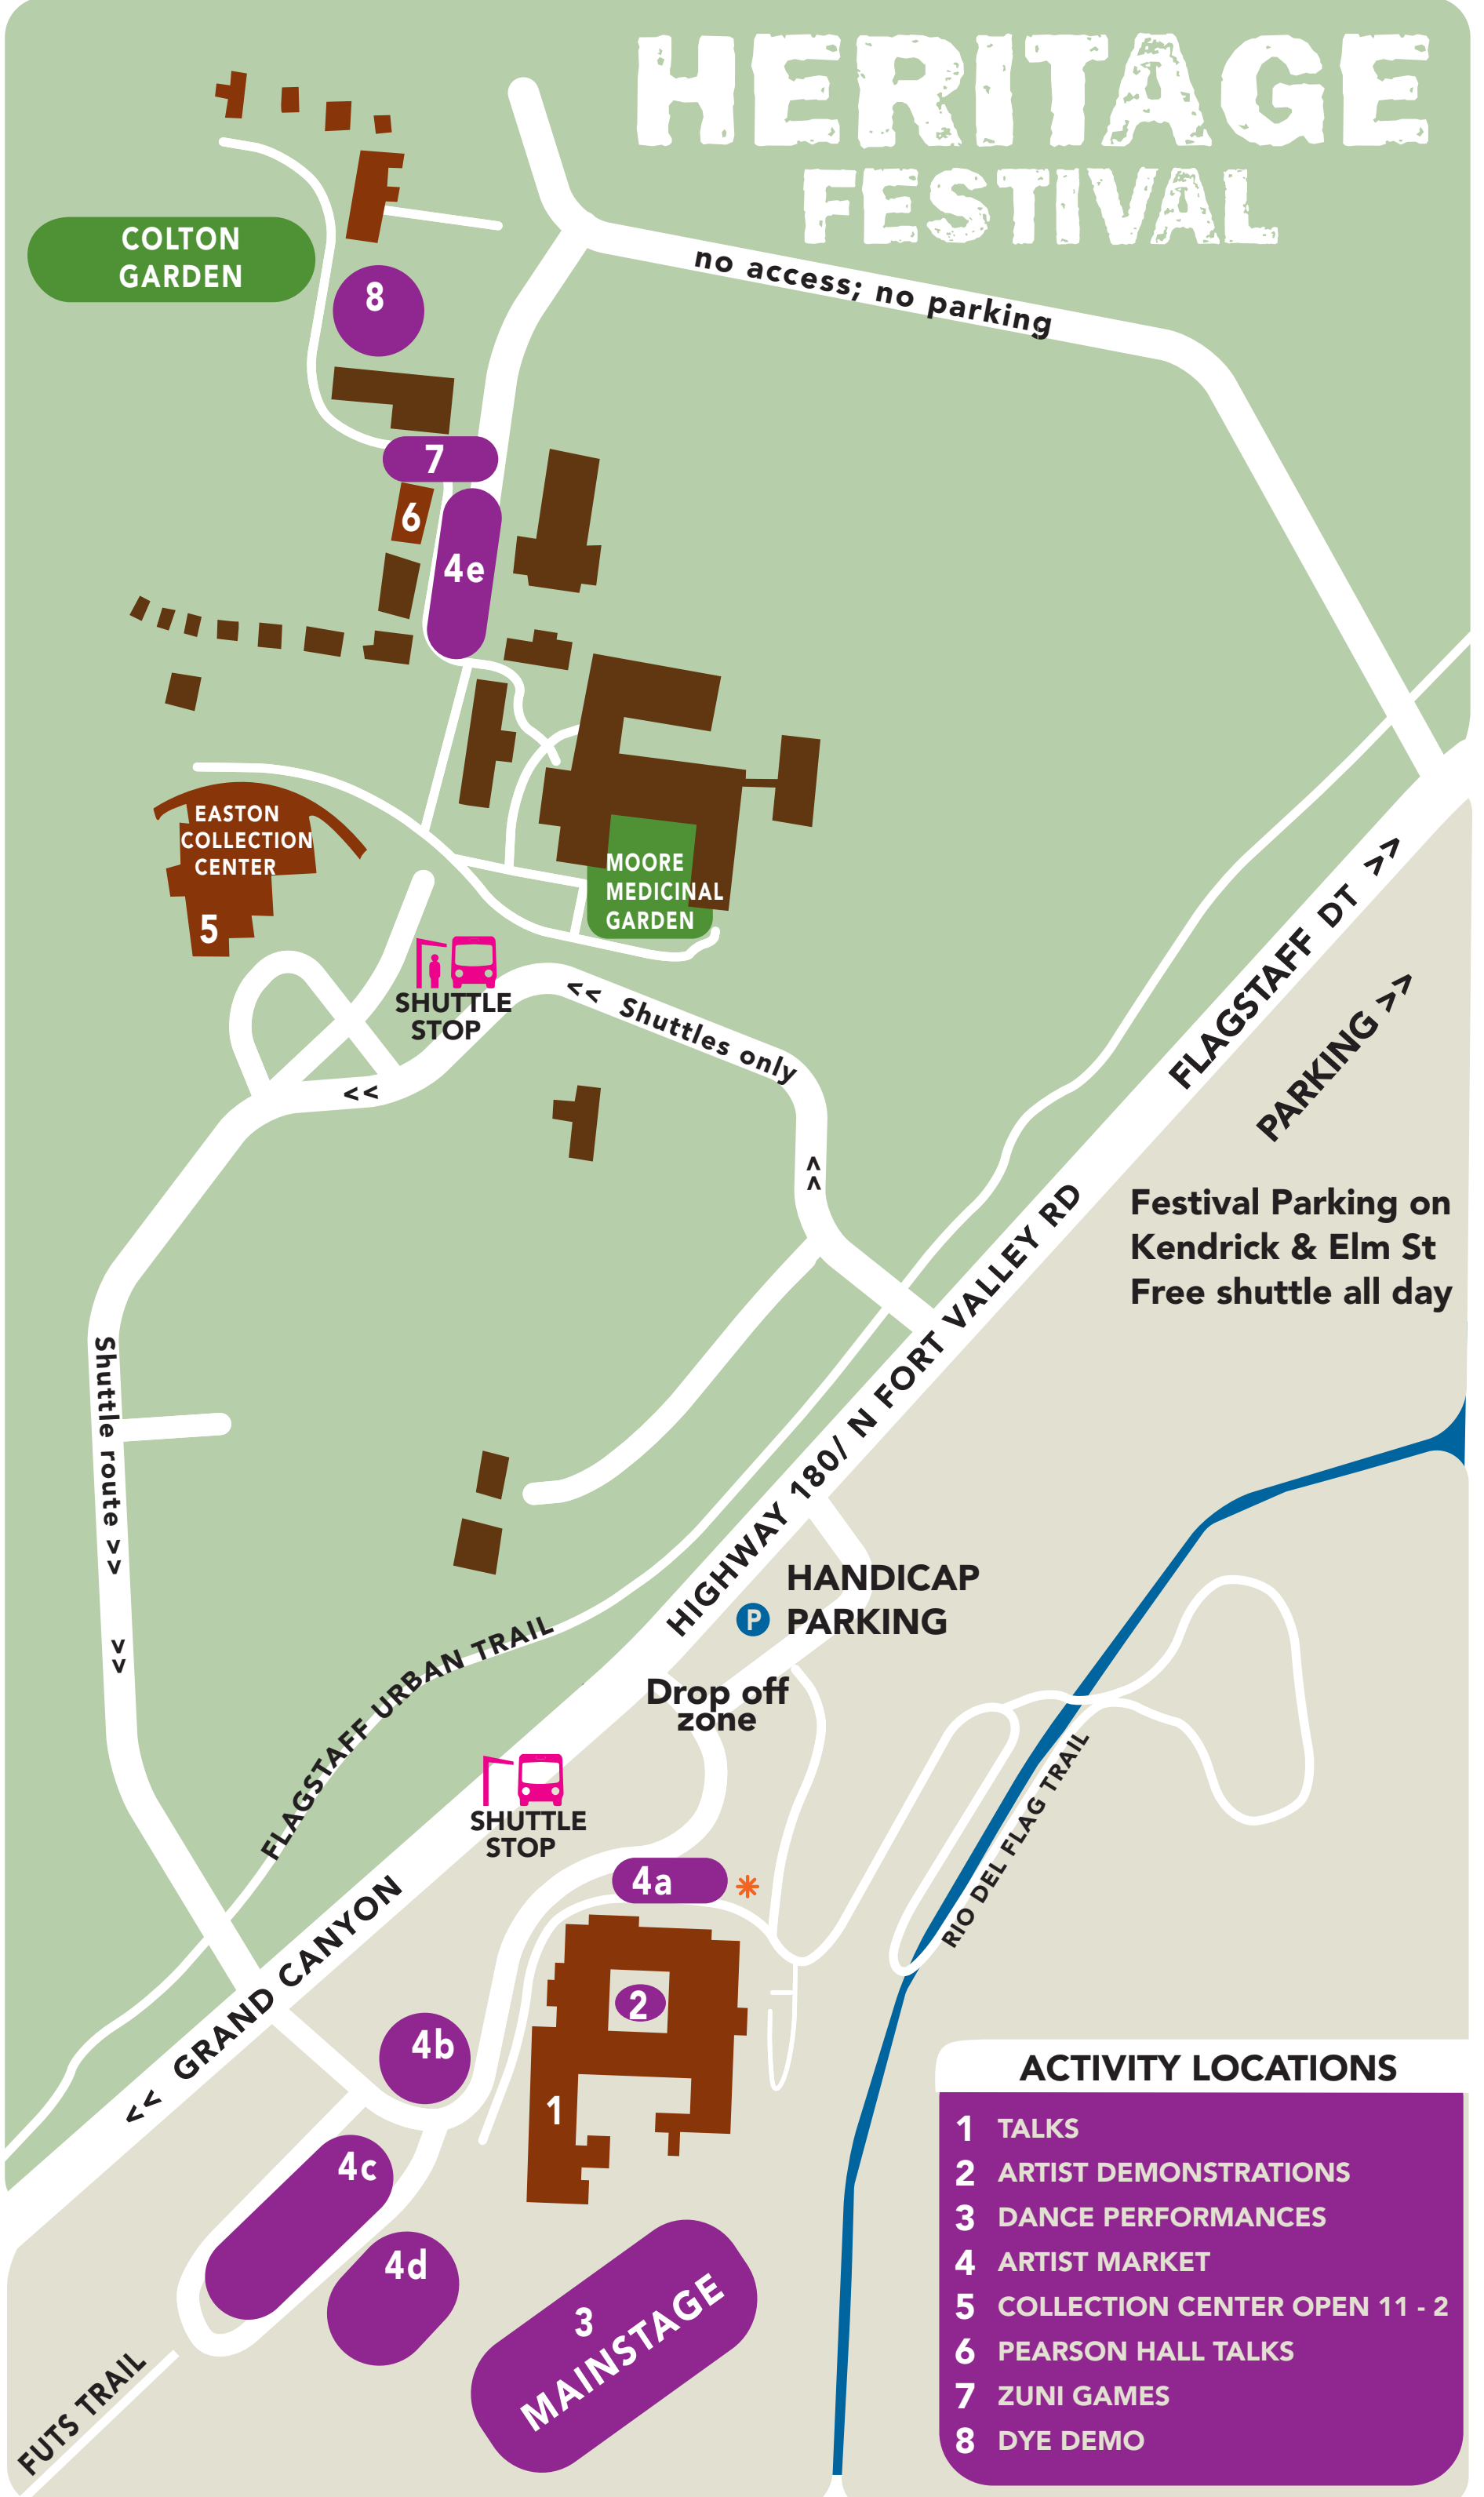 HERITAGE
FESTIVAL
no access; no parking
COLTON
GARDEN
8
7
6
4e
EASTON
COLLECTION
CENTER
5
MOORE
MEDICINAL
GARDEN
SHUTTLE
STOP
<< Shuttles only
<<
<<
FLAGSTAFF DT >>
PARKING >>
Festival Parking on
Kendrick & Elm St
Free shuttle all day
HIGHWAY 180/ N FORT VALLEY RD
Shuttle route >>
>>
HANDICAP
P PARKING
Drop off
zone
FLAGSTAFF URBAN TRAIL
SHUTTLE
STOP
RIO DEL FLAG TRAIL
<< GRAND CANYON
4a
2
4b
1
4c
4d
3
MAINSTAGE
FUTS TRAIL
ACTIVITY LOCATIONS
1 TALKS
2 ARTIST DEMONSTRATIONS
3 DANCE PERFORMANCES
4 ARTIST MARKET
5 COLLECTION CENTER OPEN 11 - 2
6 PEARSON HALL TALKS
7 ZUNI GAMES
8 DYE DEMO